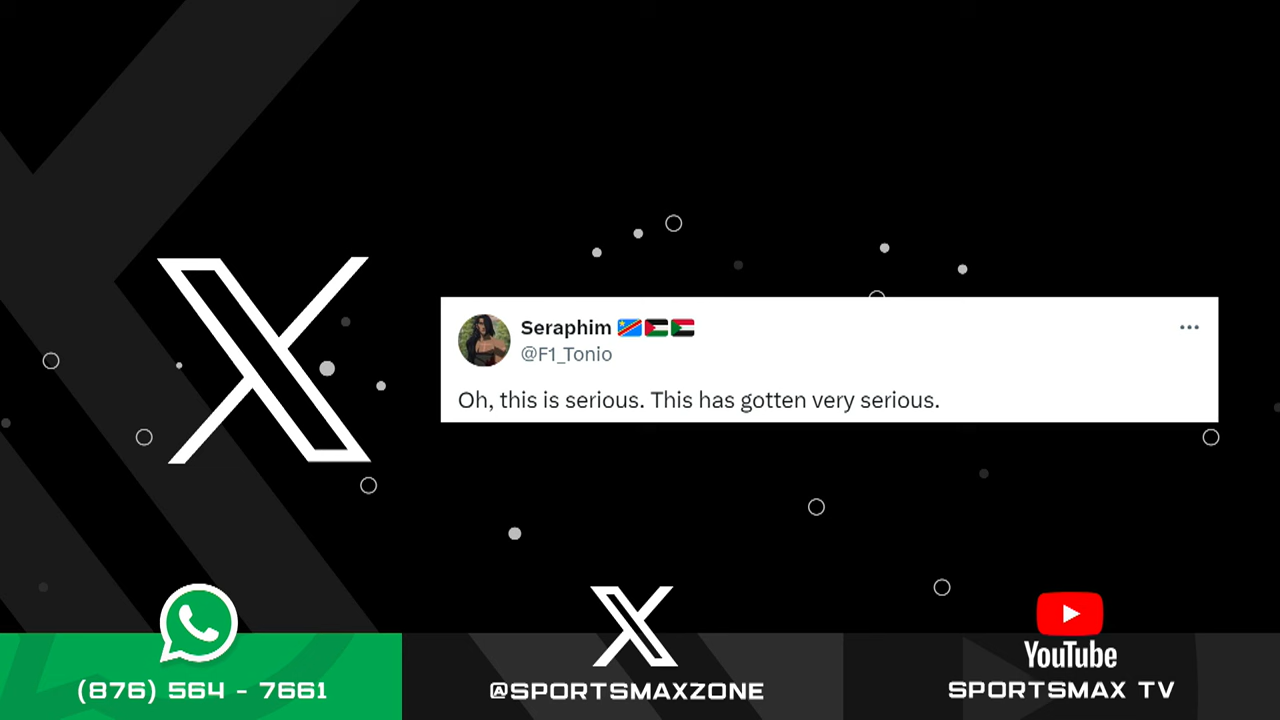 Seraphim 🇨🇩🇵🇸🇸🇩
@F1_Tonio
Oh, this is serious. This has gotten very serious.
(876) 564 - 7661
@SPORTSMAXZONE
YouTube
SPORTSMAX TV